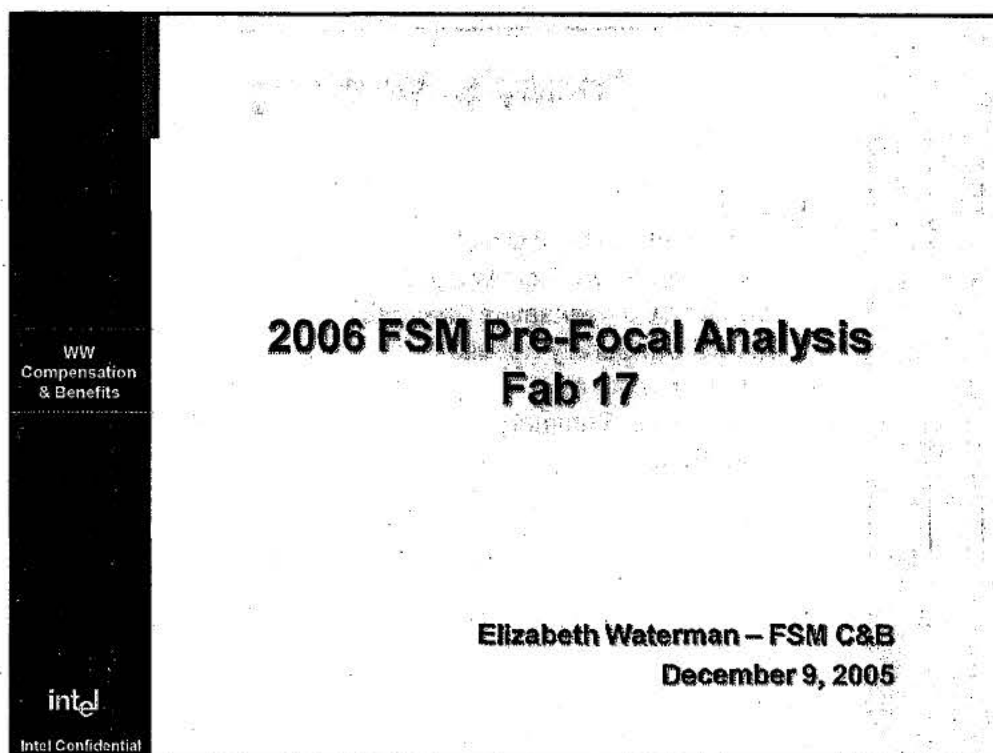 2006 FSM Pre-Focal Analysis
Fab 17
WW
Compensation
& Benefits
Elizabeth Waterman – FSM C&B
December 9, 2005
intel
Intel Confidential